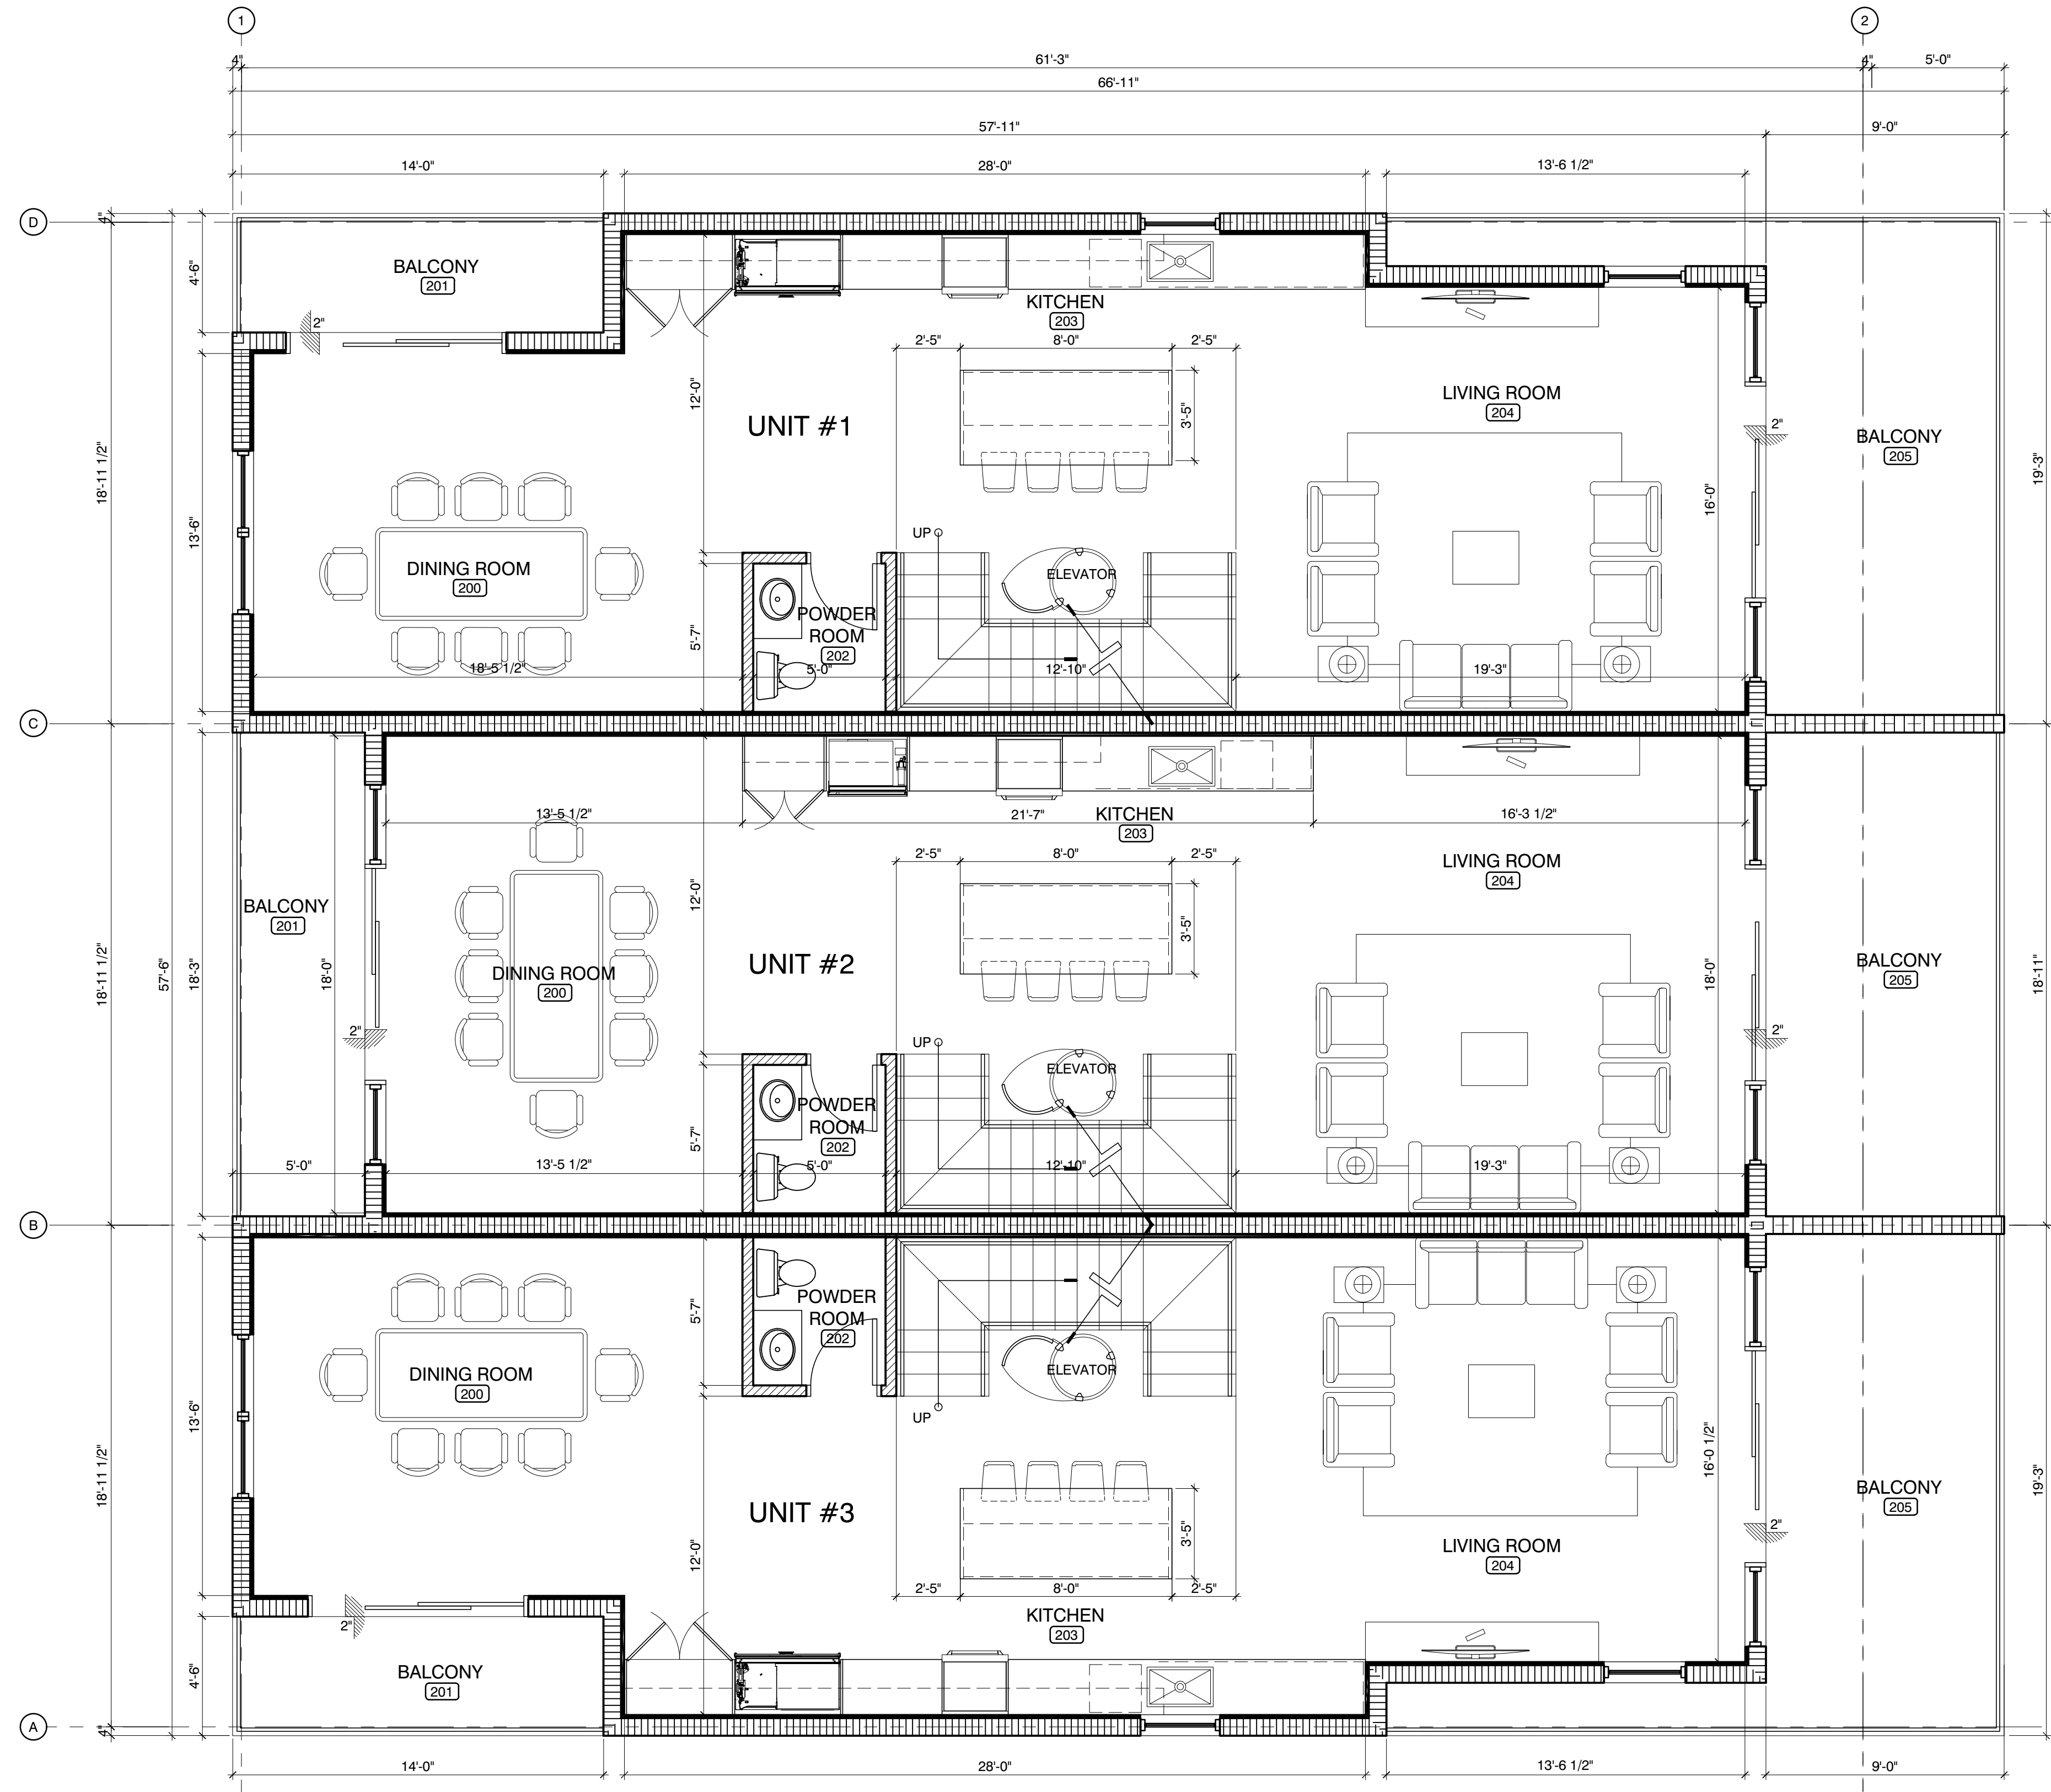 1
2
4"
61'-3"
4"
5'-0"
66'-11"
57'-11"
9'-0"
14'-0"
28'-0"
13'-6 1/2"
D
4"
4'-6"
BALCONY
201
2"
KITCHEN
203
2'-5"
8'-0"
2'-5"
12'-0"
3'-5"
UNIT #1
LIVING ROOM
204
2"
BALCONY
205
18'-11 1/2"
19'-3"
13'-6"
16'-0"
UP
DINING ROOM
200
ELEVATOR
POWDER
ROOM
202
5'-7"
18'-5 1/2"
5'-0"
12'-10"
19'-3"
C
13'-5 1/2"
21'-7"
KITCHEN
203
16'-3 1/2"
2'-5"
8'-0"
2'-5"
LIVING ROOM
204
12'-0"
BALCONY
201
3'-5"
UNIT #2
BALCONY
205
18'-11 1/2"
57'-6"
18'-3"
18'-0"
DINING ROOM
200
18'-0"
18'-11"
2"
UP
2"
ELEVATOR
POWDER
ROOM
202
5'-7"
5'-0"
13'-5 1/2"
5'-0"
12'-10"
19'-3"
B
5'-7"
POWDER
ROOM
202
DINING ROOM
200
ELEVATOR
UP
13'-6"
18'-11 1/2"
16'-0 1/2"
19'-3"
BALCONY
205
UNIT #3
2"
12'-0"
3'-5"
LIVING ROOM
204
2'-5"
8'-0"
2'-5"
KITCHEN
203
2"
BALCONY
201
4'-6"
A
4"
14'-0"
28'-0"
13'-6 1/2"
9'-0"